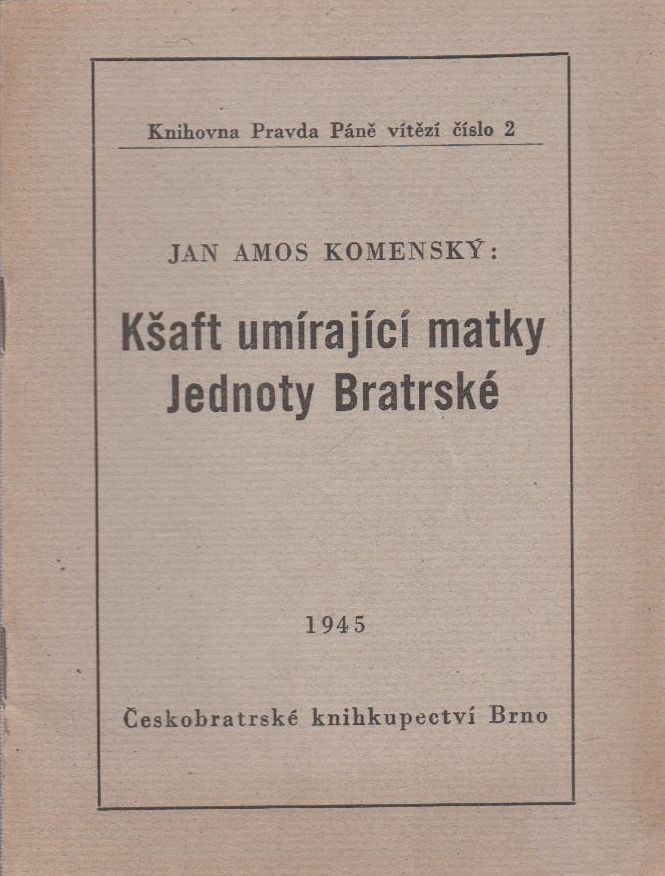 Knihovna Pravda Páně vítězí číslo 2
JAN AMOS KOMENSKÝ:
Kšaft umírající matky
Jednoty Bratrské
1945
Českobratrské knihkupectví Brno